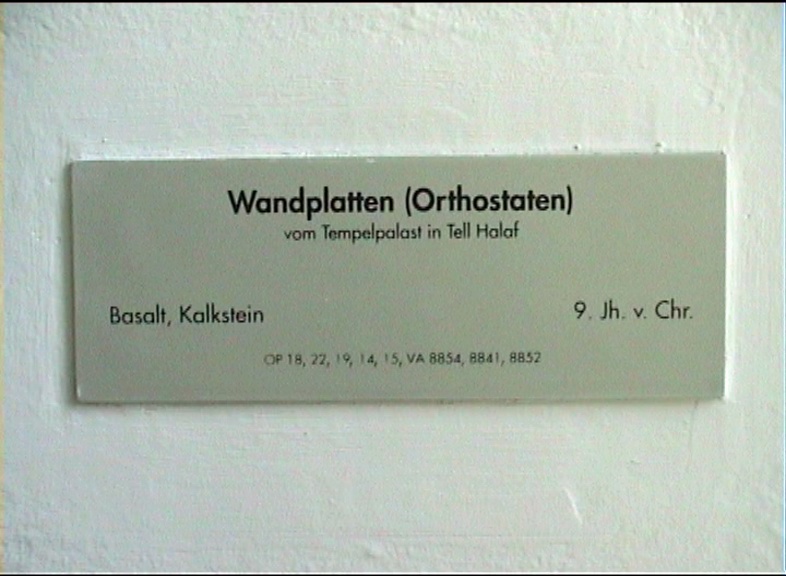 Wandplatten (Orthostaten)
vom Tempelpalast in Tell Halaf
Basalt, Kalkstein 9. Jh. v. Chr.
OP 18, 22, 19, 14, 15, VA 8854, 8841, 8852